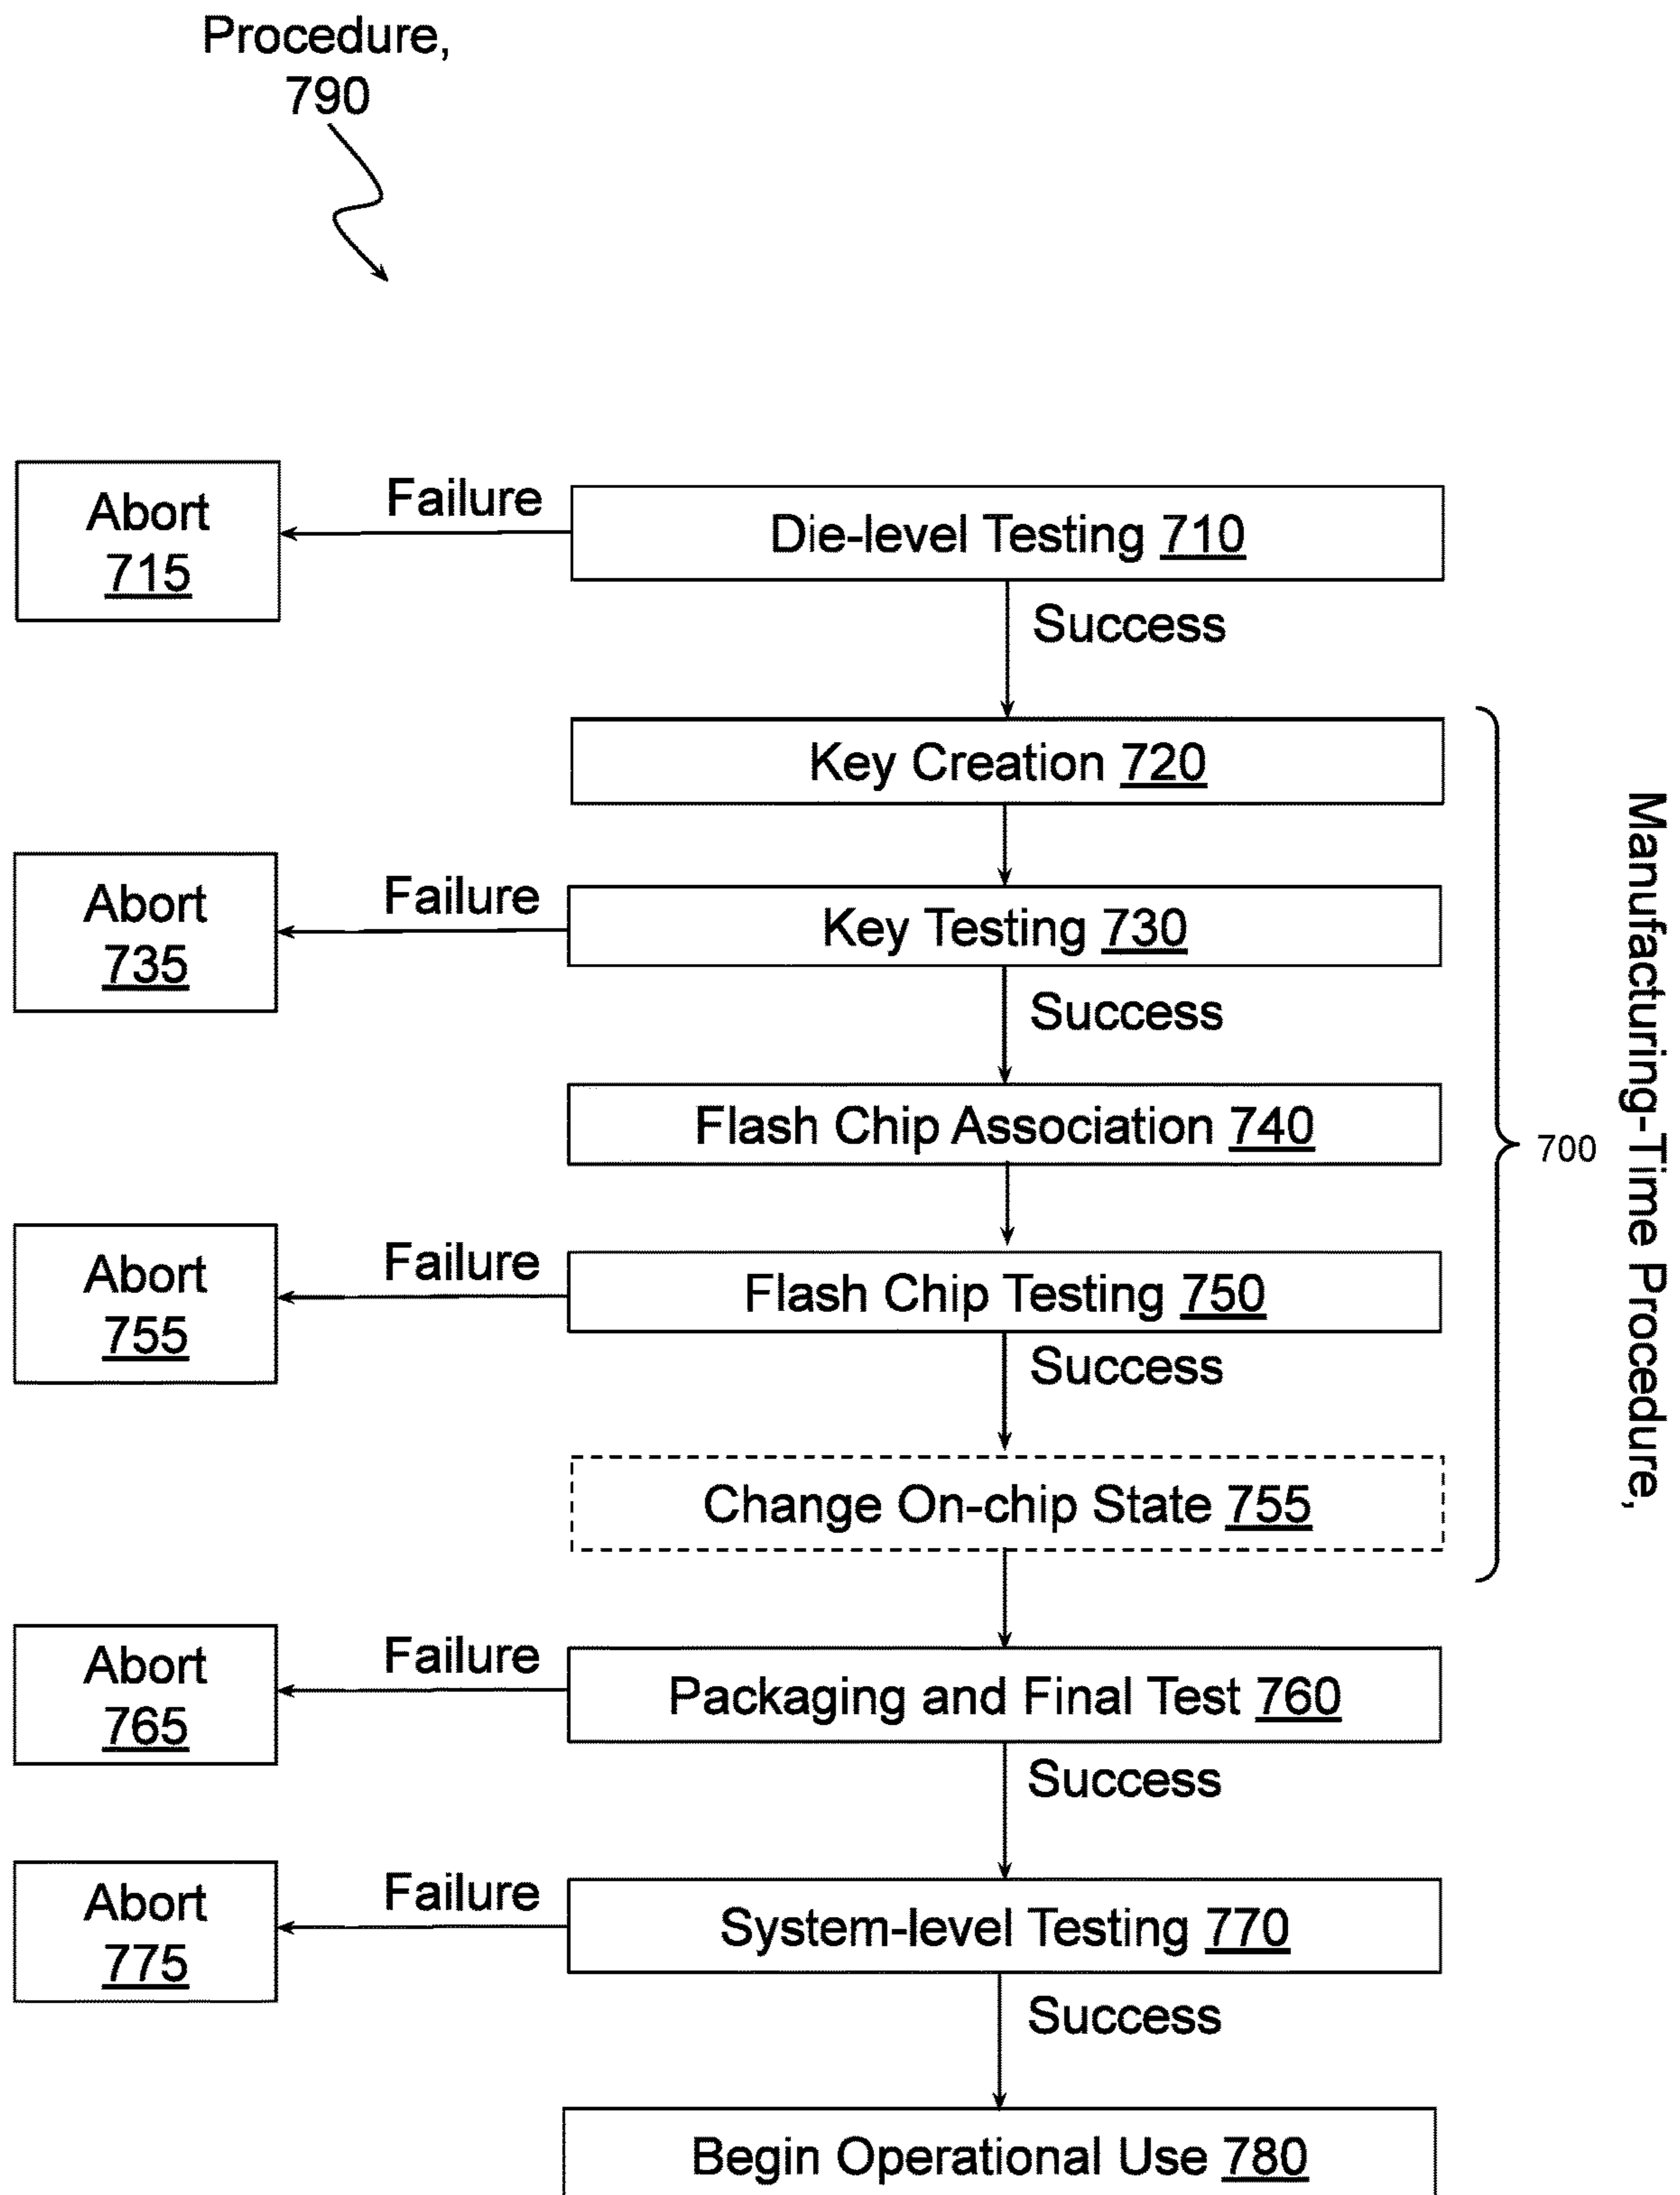 Procedure,
790
Abort
715
Failure
Die-level Testing 710
Success
Key Creation 720
Abort
735
Failure
Key Testing 730
Success
Flash Chip Association 740
Abort
755
Failure
Flash Chip Testing 750
Success
Change On-chip State 755
Manufacturing-Time Procedure,
700
Abort
765
Failure
Packaging and Final Test 760
Success
Abort
775
Failure
System-level Testing 770
Success
Begin Operational Use 780